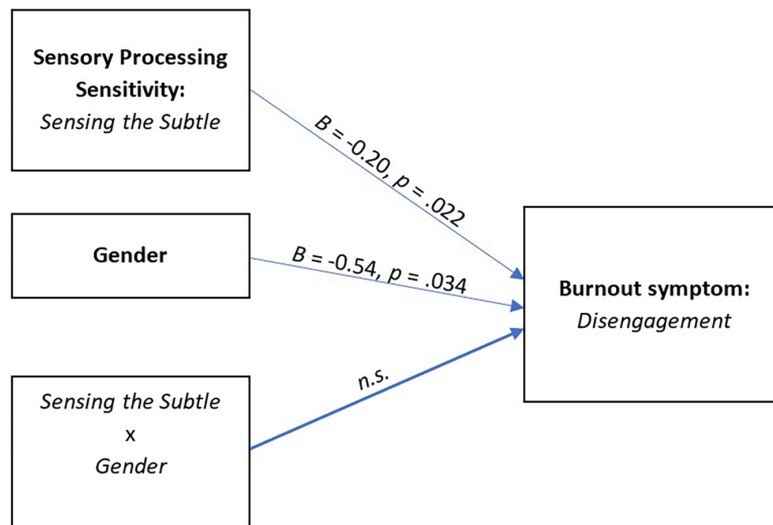 Sensory Processing
Sensitivity:
Sensing the Subtle
B = -0.20, p = .022
Gender
B = -0.54, p = .034
Burnout symptom:
Disengagement
n.s.
Sensing the Subtle
x
Gender